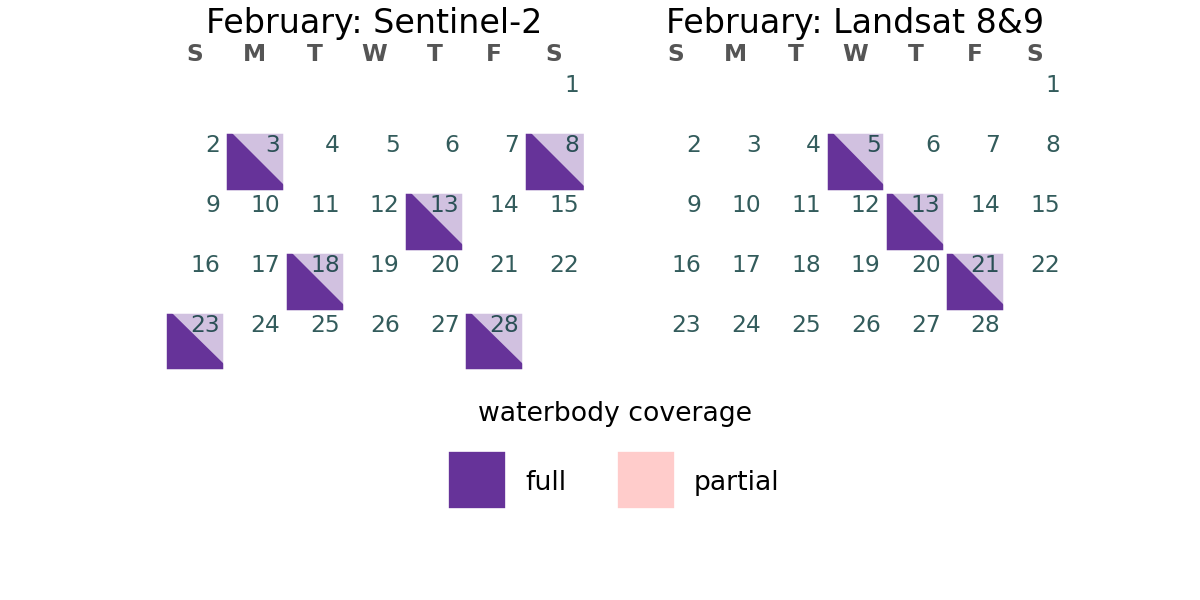 February: Sentinel-2
S M T W T F S
1
2 3 4 5 6 7 8
9 10 11 12 13 14 15
16 17 18 19 20 21 22
23 24 25 26 27 28
February: Landsat 8&9
S M T W T F S
1
2 3 4 5 6 7 8
9 10 11 12 13 14 15
16 17 18 19 20 21 22
23 24 25 26 27 28
waterbody coverage
full
partial